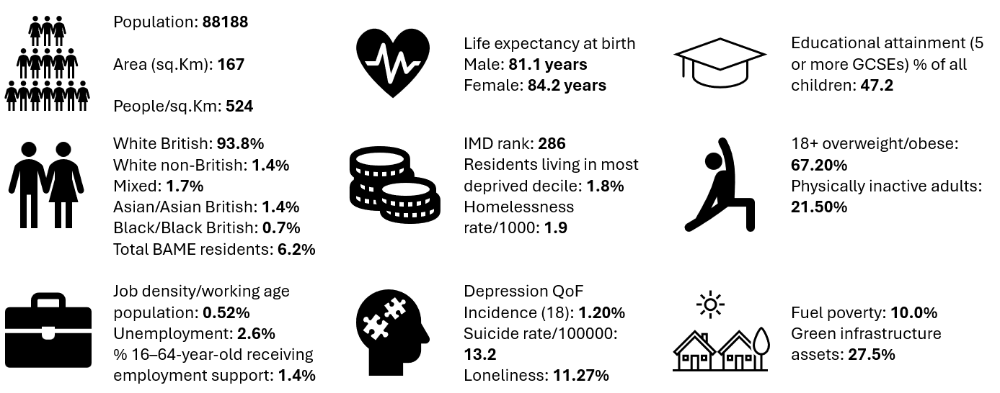 Population: 88188
Area (sq.Km): 167
People/sq.Km: 524
Life expectancy at birth
Male: 81.1 years
Female: 84.2 years
Educational attainment (5
or more GCSEs) % of all
children: 47.2
White British: 93.8%
White non-British: 1.4%
Mixed: 1.7%
Asian/Asian British: 1.4%
Black/Black British: 0.7%
Total BAME residents: 6.2%
IMD rank: 286
Residents living in most
deprived decile: 1.8%
Homelessness
rate/1000: 1.9
18+ overweight/obese:
67.20%
Physically inactive adults:
21.50%
Job density/working age
population: 0.52%
Unemployment: 2.6%
% 16–64-year-old receiving
employment support: 1.4%
Depression QoF
Incidence (18): 1.20%
Suicide rate/100000:
13.2
Loneliness: 11.27%
Fuel poverty: 10.0%
Green infrastructure
assets: 27.5%